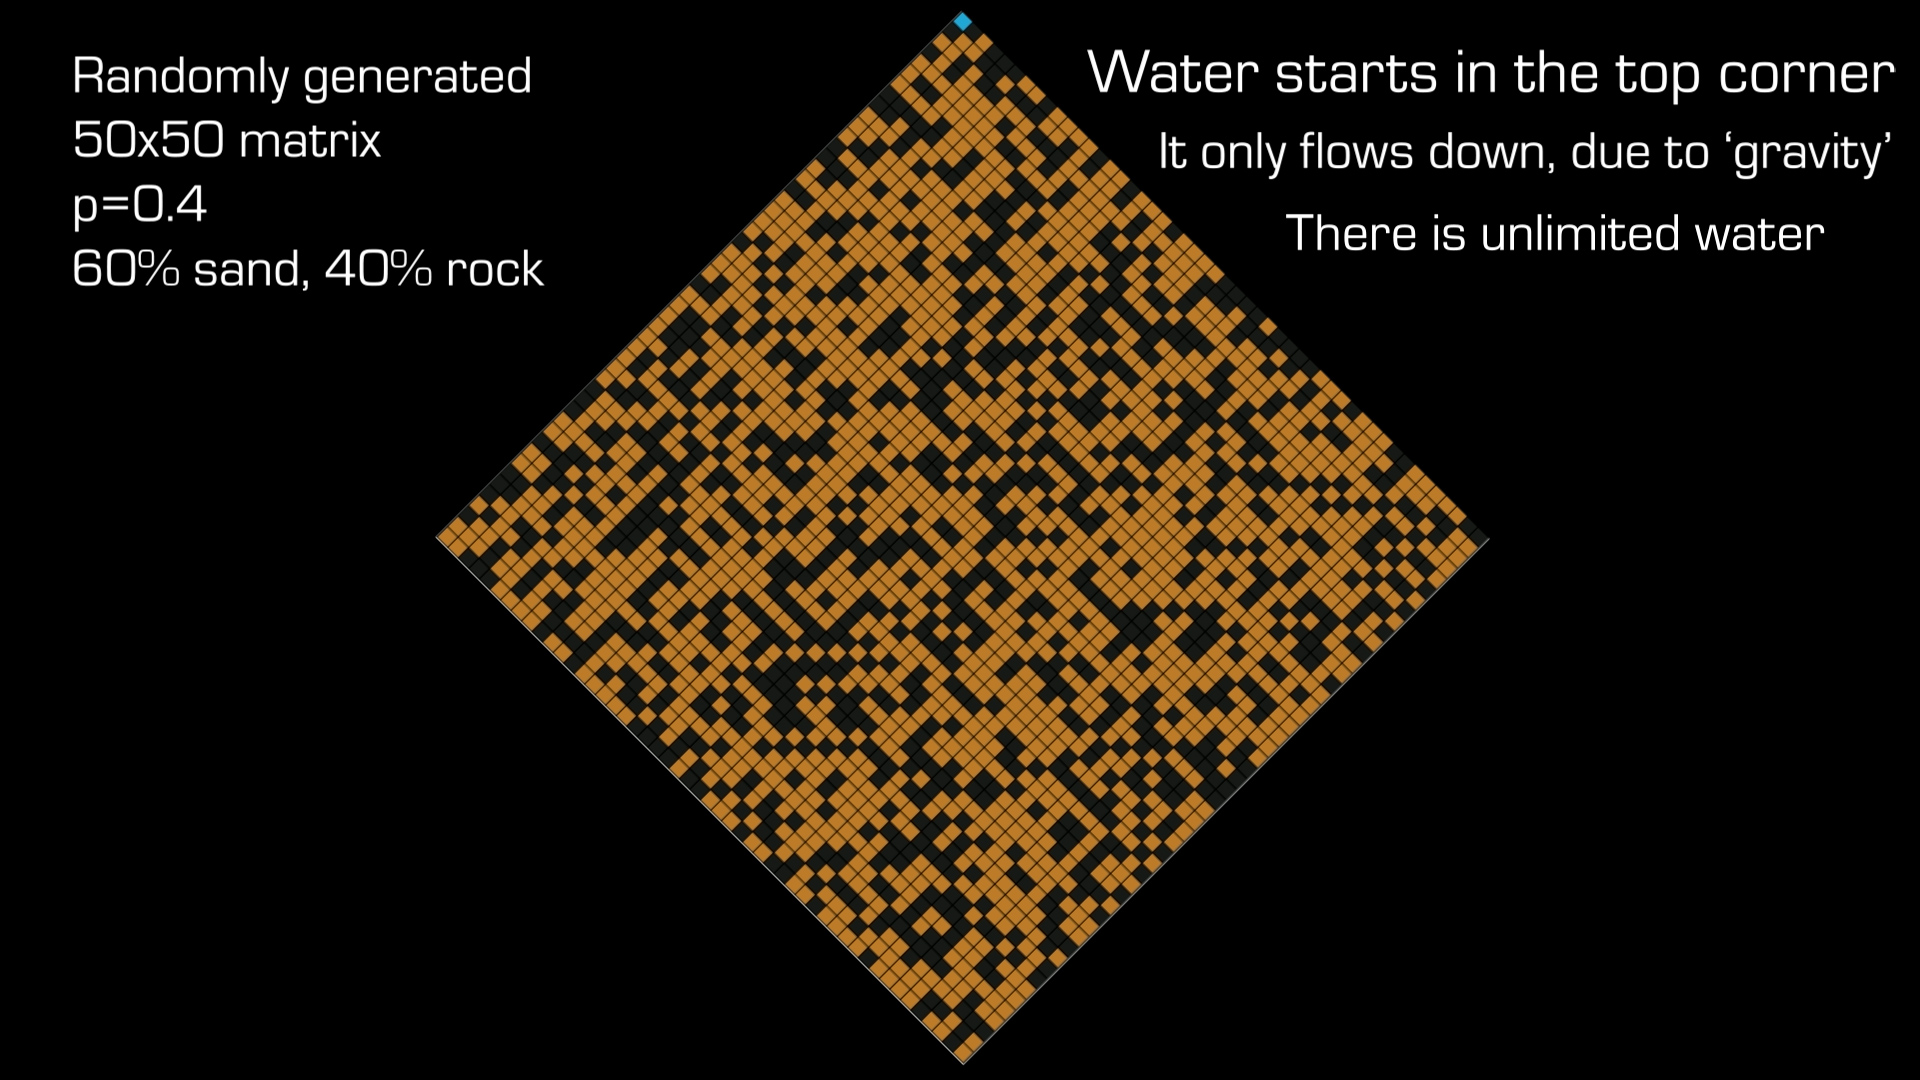 Randomly generated
50x50 matrix
p=0.4
60% sand, 40% rock
Water starts in the top corner
It only flows down, due to ‘gravity’
There is unlimited water